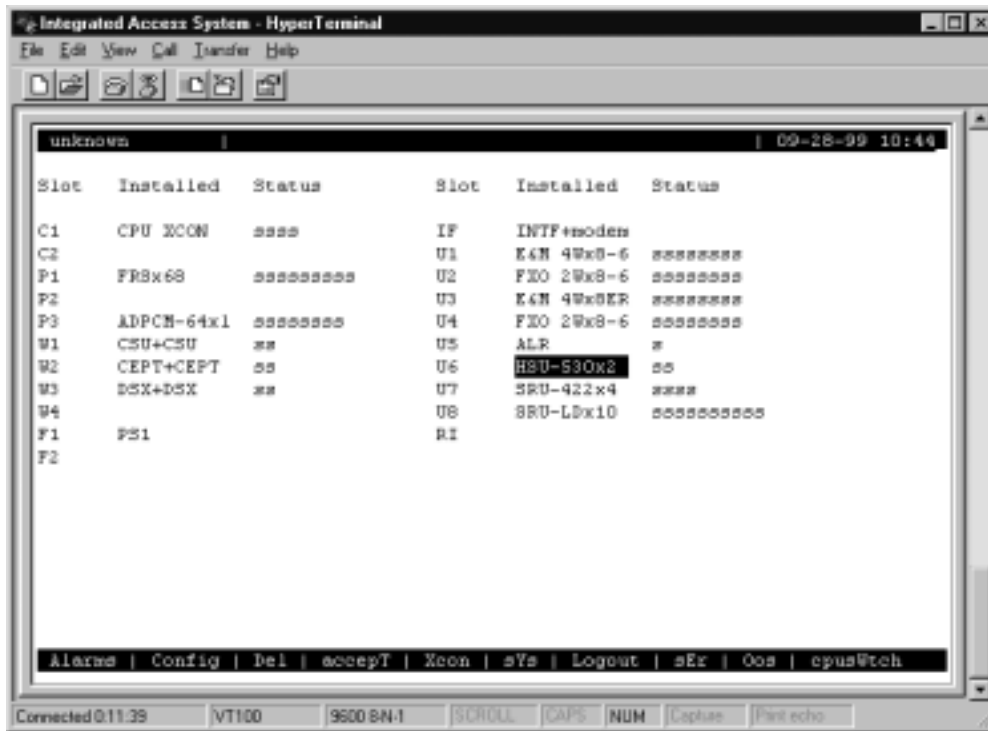 Integrated Access System - HyperTerminal
File Edit View Call Transfer Help
unknown | | 09-28-99 10:44
Slot Installed Status Slot Installed Status
C1 CPU XCON ssss IF INTF+modem
C2 U1 E&M 4Wx8-6 ssssssss
P1 FRSx68 sssssssss U2 FXO 2Wx8-6 ssssssss
P2 U3 E&M 4Wx8ER ssssssss
P3 ADPCM-64x1 ssssssss U4 FXO 2Wx8-6 ssssssss
W1 CSU+CSU ss U5 ALR s
W2 CEPT+CEPT ss U6 HSU-530x2 ss
W3 DSX+DSX ss U7 SRU-422x4 ssss
W4 U8 SRU-LDx10 ssssssssss
F1 PS1 RI
F2
Alarms | Config | Del | accepT | Xcon | sYs | Logout | sEr | Oos | cpusWtch
Connected 0:11:39 VT100 9600 8-N-1 SCROLL CAPS NUM Capture Print echo